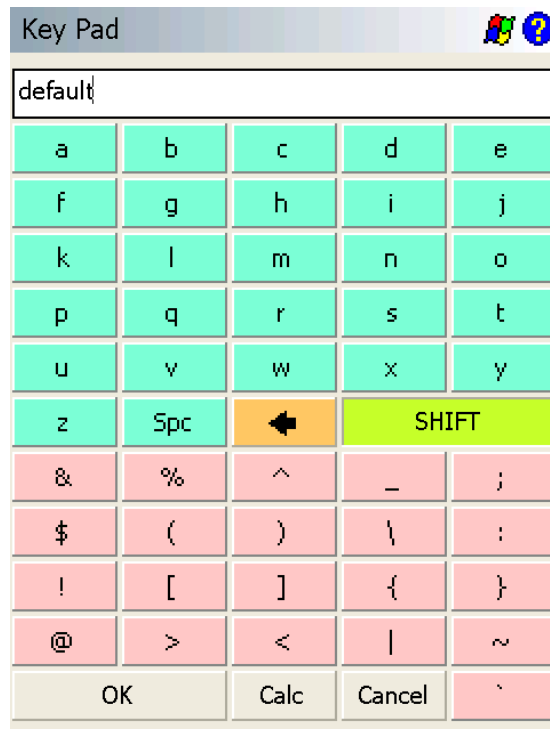 Key Pad ?
default
a b c d e
f g h i j
k l m n o
p q r s t
u v w x y
z Spc SHIFT
& % ^ _ ;
$ ( ) \ :
! [ ] { }
@ > < | ~
OK Calc Cancel `